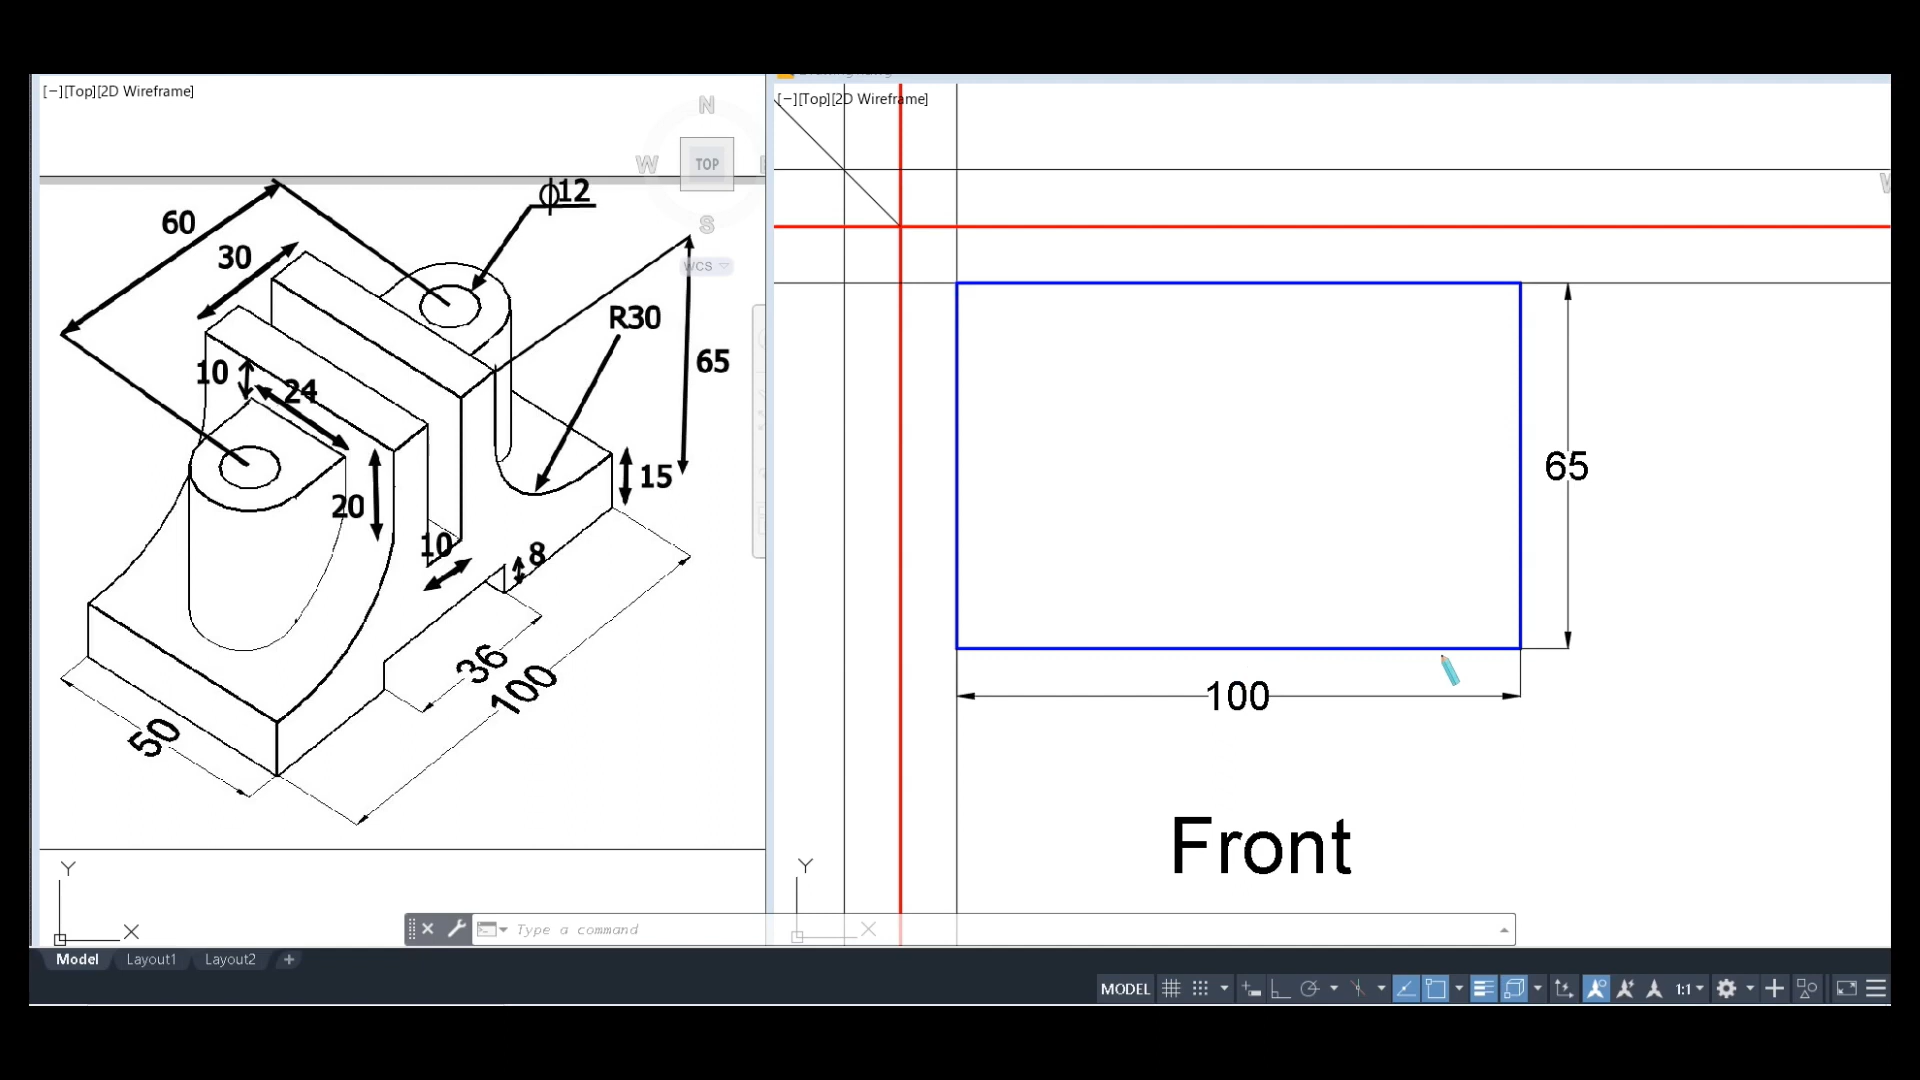 [−][Top][2D Wireframe]
N
W
TOP
S
WCS
60
30
ϕ12
R30
65
10
24
20
15
10
8
36
100
50
Y
X
[−][Top][2D Wireframe]
W
65
100
Front
Y
X
Type a command
Model
Layout1
Layout2
+
MODEL
1:1